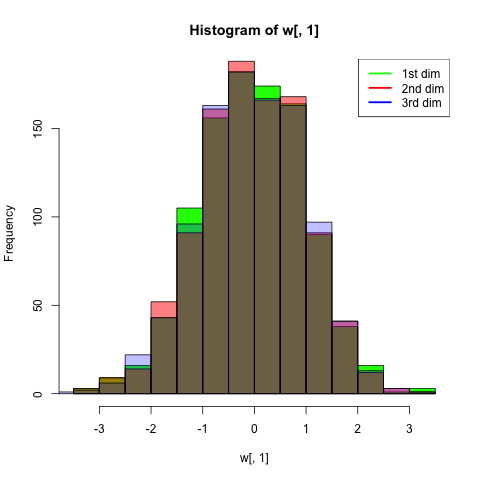 Histogram of w[, 1]
1st dim
2nd dim
3rd dim
Frequency
150
100
50
0
-3 -2 -1 0 1 2 3
w[, 1]